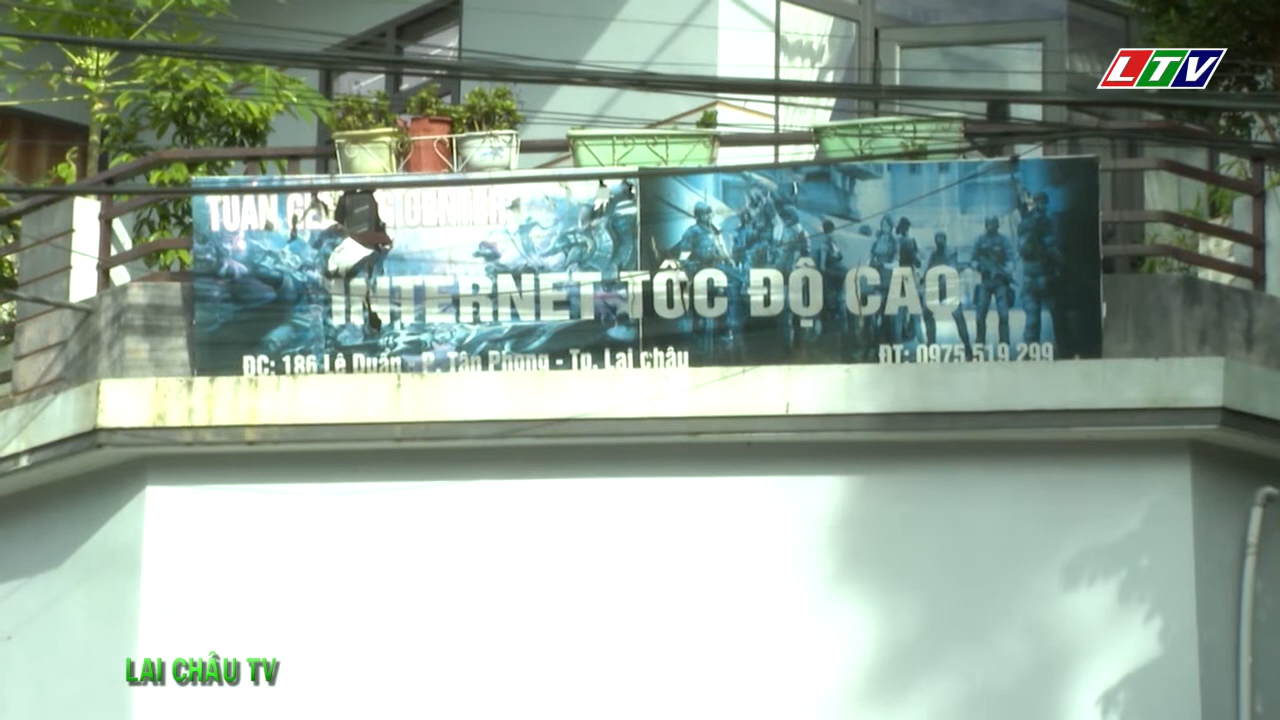 LTV
TUẤN
INTERNET TỐC ĐỘ CAO
ĐC: 186 Lê Duẩn - P. Tân Phong - Tp. Lai châu
ĐT: 0975 519 299
LAI CHÂU TV